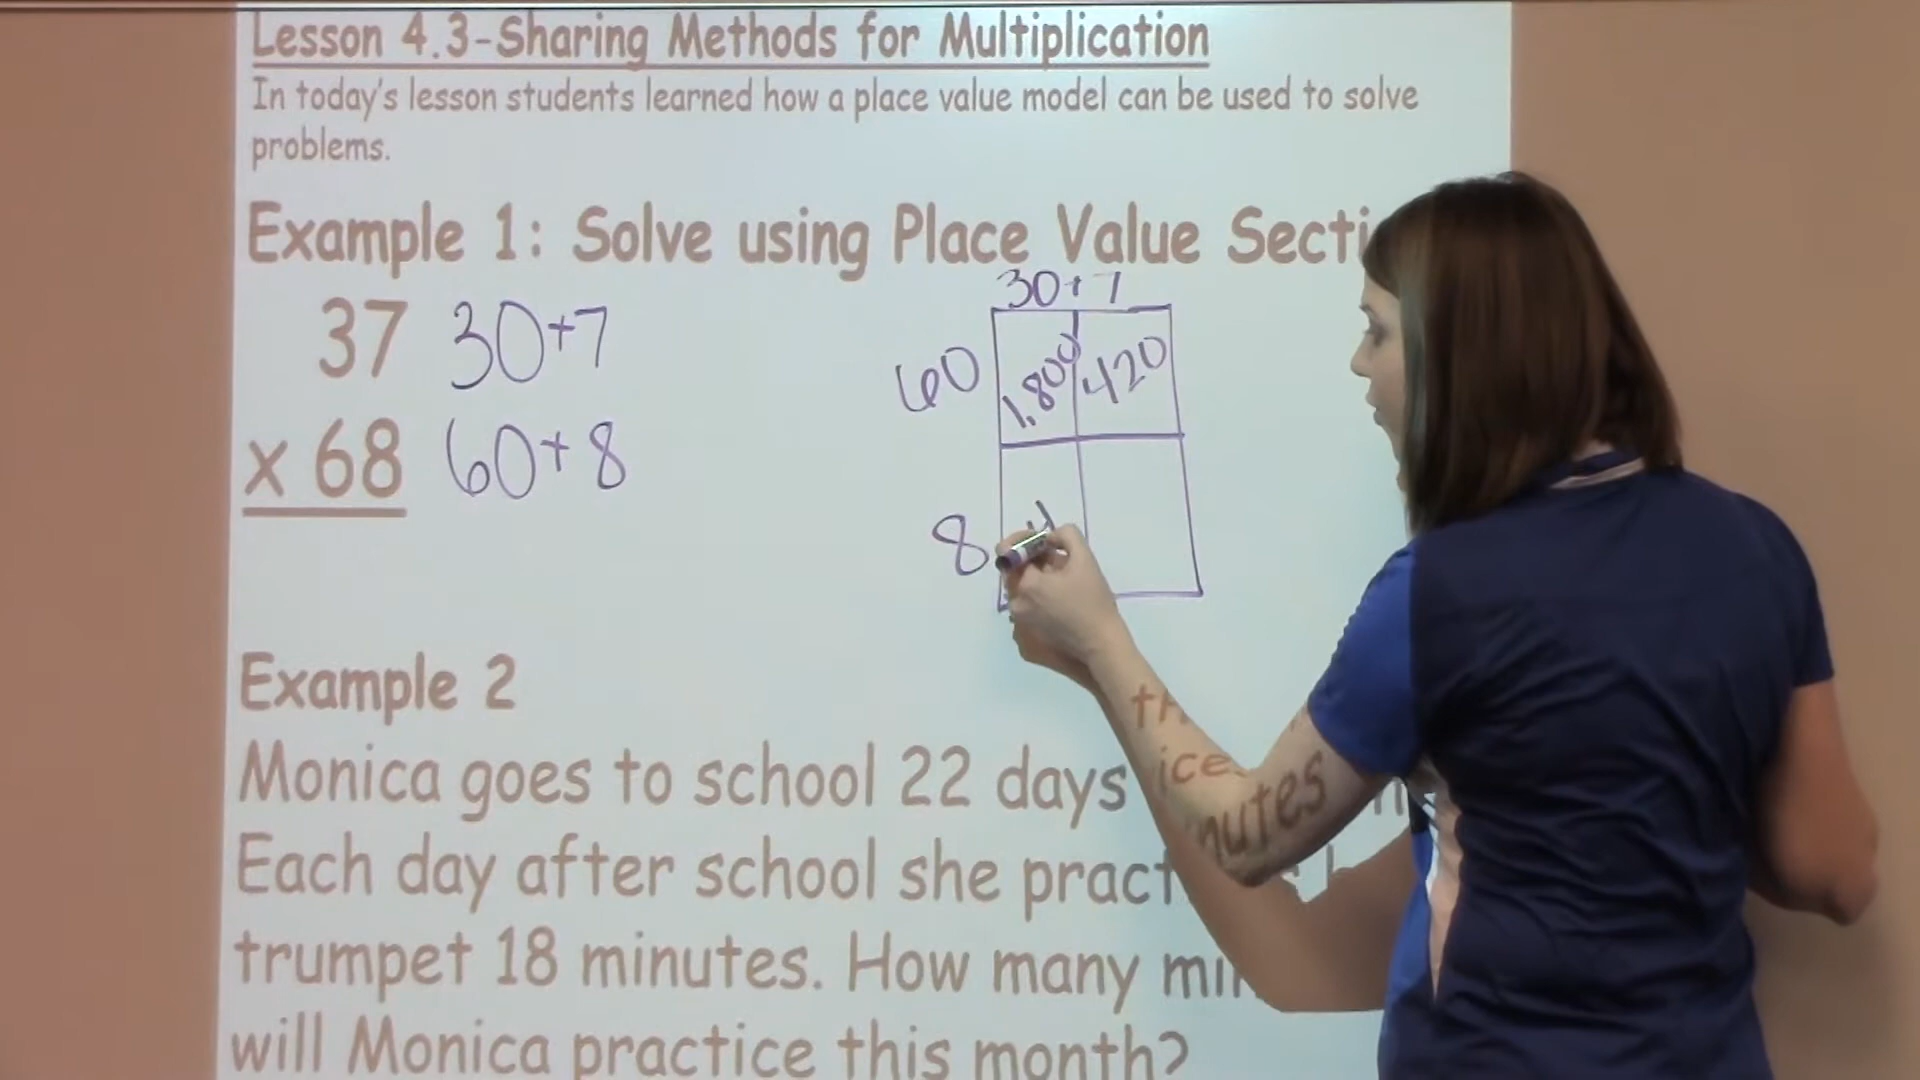 Lesson 4.3-Sharing Methods for Multiplication
In today's lesson students learned how a place value model can be used to solve
problems.
Example 1: Solve using Place Value
30+7
37 30+7
60 1,800 420
x 68 60+8
8
Example 2
Monica goes to school 22 days
Each day after school she
trumpet 18 minutes. How many
will Monica practice this month?